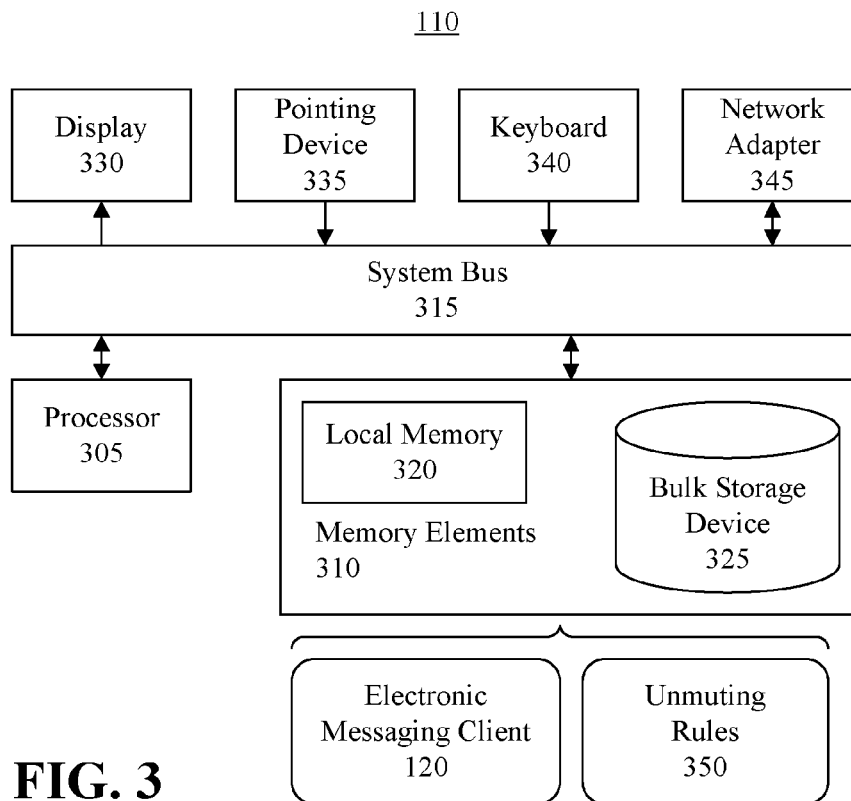 110
Display
330
Pointing
Device
335
Keyboard
340
Network
Adapter
345
System Bus
315
Processor
305
Local Memory
320
Memory Elements
310
Bulk Storage
Device
325
Electronic
Messaging Client
120
Unmuting
Rules
350
FIG. 3